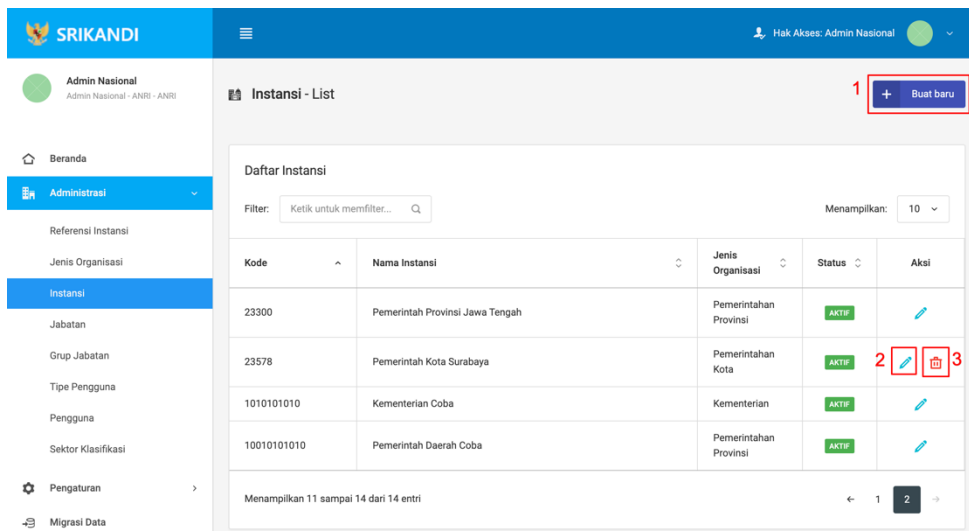 SRIKANDI
Hak Akses: Admin Nasional
Admin Nasional
Admin Nasional - ANRI - ANRI
Instansi - List
1
+ Buat baru
Beranda
Administrasi
Referensi Instansi
Jenis Organisasi
Instansi
Jabatan
Grup Jabatan
Tipe Pengguna
Pengguna
Sektor Klasifikasi
Pengaturan
Migrasi Data
Daftar Instansi
Filter: Ketik untuk memfilter... Menampilkan: 10
Kode Nama Instansi Jenis Organisasi Status Aksi
23300 Pemerintah Provinsi Jawa Tengah Pemerintahan Provinsi AKTIF
23578 Pemerintah Kota Surabaya Pemerintahan Kota AKTIF 2 3
1010101010 Kementerian Coba Kementerian AKTIF
10010101010 Pemerintah Daerah Coba Pemerintahan Provinsi AKTIF
Menampilkan 11 sampai 14 dari 14 entri ← 1 2 →